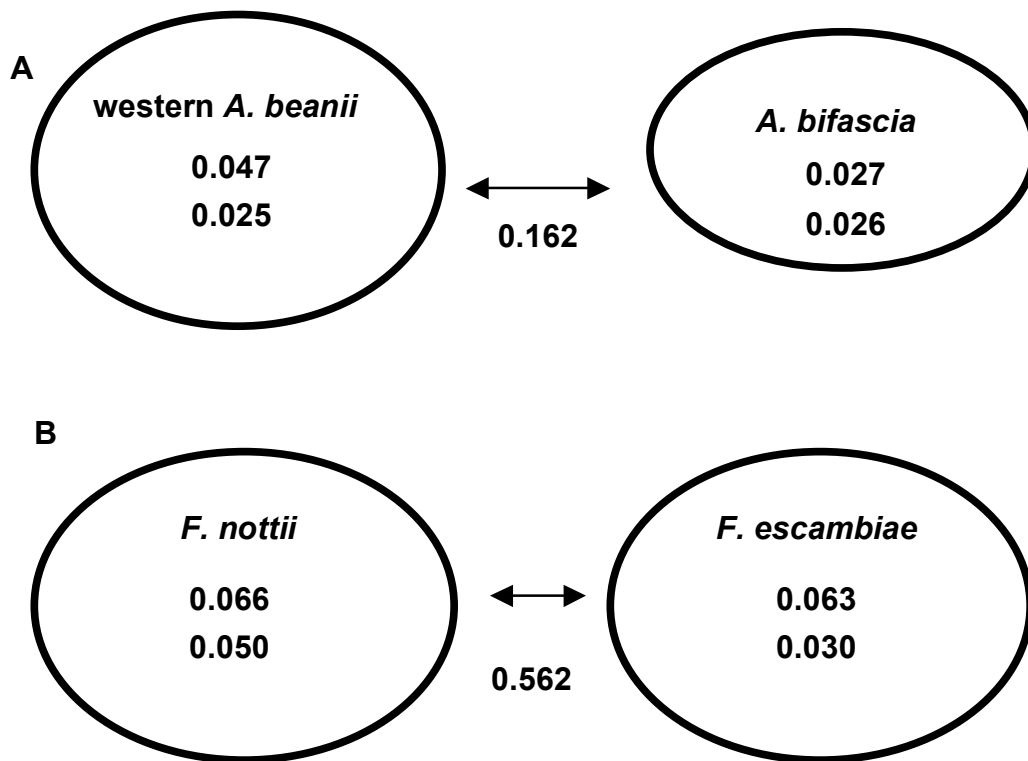 A
western A. beanii
0.047
0.025
0.162
A. bifascia
0.027
0.026
B
F. nottii
0.066
0.050
0.562
F. escambiae
0.063
0.030